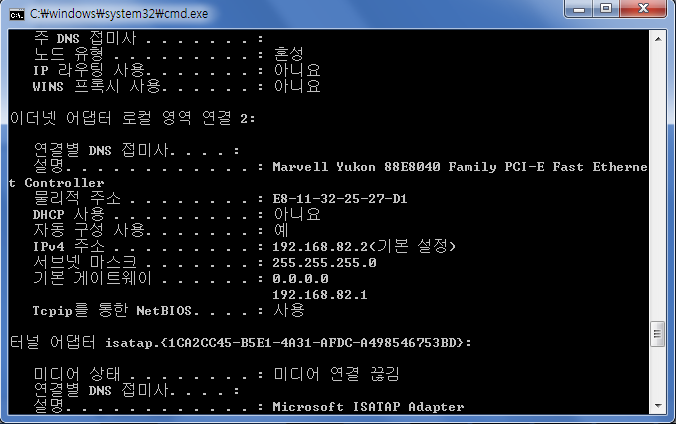 C:₩windows₩system32₩cmd.exe
주 DNS 접미사 . . . . . . . :
노드 유형 . . . . . . . . . : 혼성
IP 라우팅 사용. . . . . . . : 아니요
WINS 프록시 사용 . . . . . . : 아니요
이더넷 어댑터 로컬 영역 연결 2:
연결별 DNS 접미사. . . . :
설명. . . . . . . . . . . . : Marvell Yukon 88E8040 Family PCI-E Fast Etherne
t Controller
물리적 주소 . . . . . . . . : E8-11-32-25-27-D1
DHCP 사용 . . . . . . . . . : 아니요
자동 구성 사용. . . . . . . : 예
IPv4 주소 . . . . . . . . . : 192.168.82.2(기본 설정)
서브넷 마스크 . . . . . . . : 255.255.255.0
기본 게이트웨이 . . . . . . : 0.0.0.0
192.168.82.1
Tcpip를 통한 NetBIOS. . . . : 사용
터널 어댑터 isatap.{1CA2CC45-B5E1-4A31-AFDC-A498546753BD}:
미디어 상태 . . . . . . . . : 미디어 연결 끊김
연결별 DNS 접미사. . . . :
설명. . . . . . . . . . . . : Microsoft ISATAP Adapter